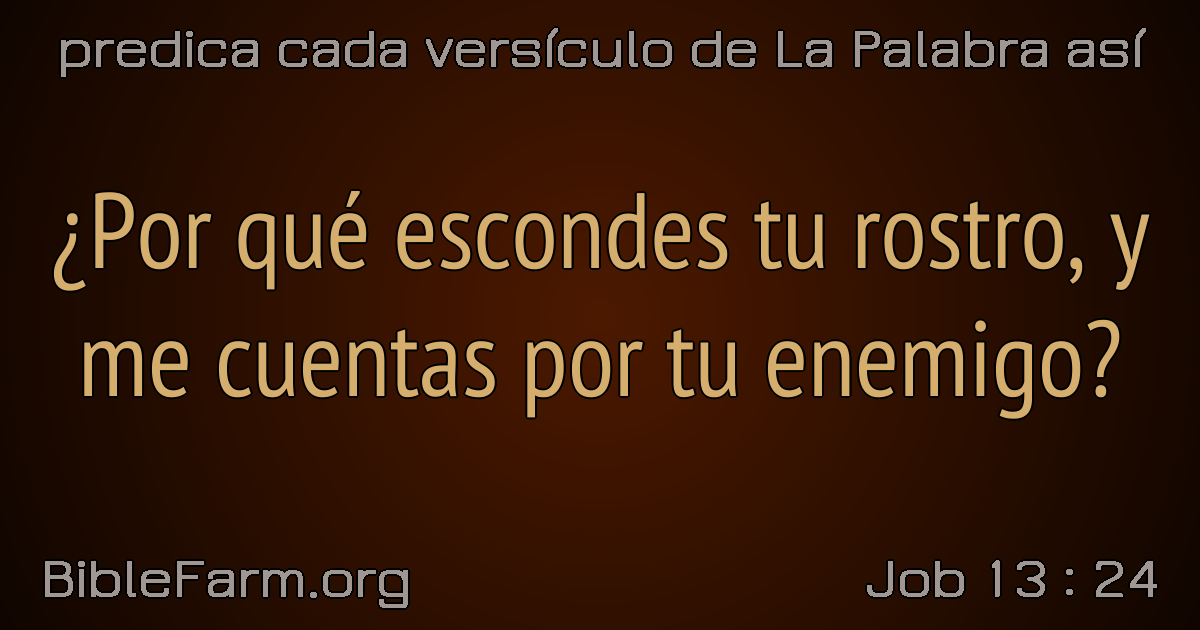 predica cada versículo de La Palabra así
¿Por qué escondes tu rostro, y
me cuentas por tu enemigo?
BibleFarm.org
Job 13 : 24